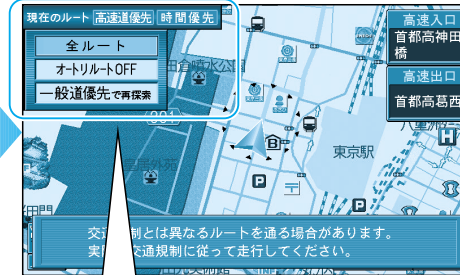 現在のルート 高速道優先 時間優先
全ルート
オートリルートOFF
一般道優先で再探索
高速入口
首都高神田
橋
高速出口
首都高葛西
東京駅
交 制とは異なるルートを通る場合があります。
実 交通規制に従って走行してください。